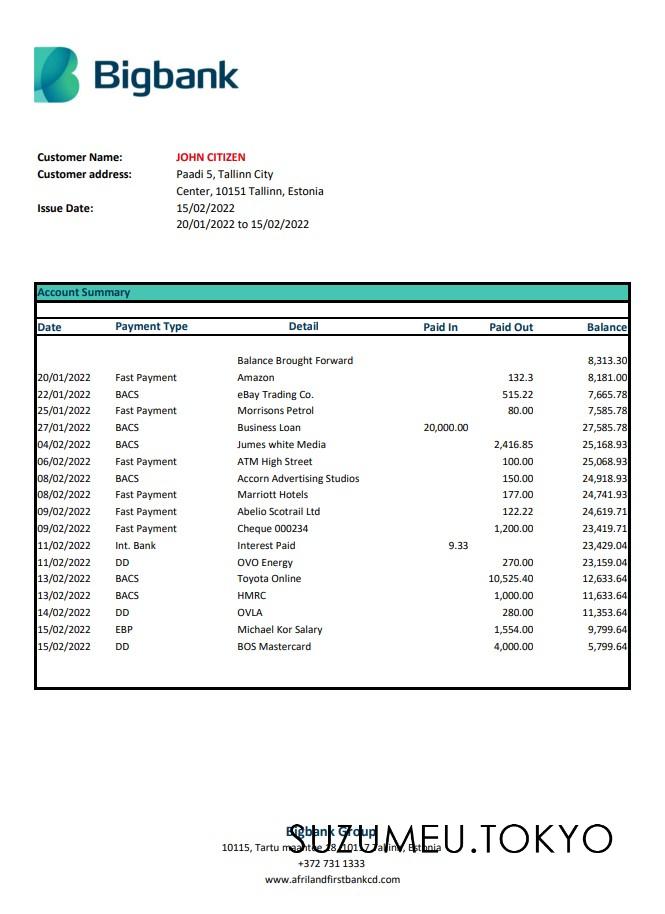 Bigbank
Customer Name: JOHN CITIZEN
Customer address: Paadi 5, Tallinn City
Center, 10151 Tallinn, Estonia
Issue Date: 15/02/2022
20/01/2022 to 15/02/2022
Account Summary
Date Payment Type Detail Paid In Paid Out Balance
Balance Brought Forward 8,313.30
20/01/2022 Fast Payment Amazon 132.3 8,181.00
22/01/2022 BACS eBay Trading Co. 515.22 7,665.78
25/01/2022 Fast Payment Morrisons Petrol 80.00 7,585.78
27/01/2022 BACS Business Loan 20,000.00 27,585.78
04/02/2022 BACS Jumes white Media 2,416.85 25,168.93
06/02/2022 Fast Payment ATM High Street 100.00 25,068.93
08/02/2022 BACS Accorn Advertising Studios 150.00 24,918.93
08/02/2022 Fast Payment Marriott Hotels 177.00 24,741.93
09/02/2022 Fast Payment Abelio Scotrail Ltd 122.22 24,619.71
09/02/2022 Fast Payment Cheque 000234 1,200.00 23,419.71
11/02/2022 Int. Bank Interest Paid 9.33 23,429.04
11/02/2022 DD OVO Energy 270.00 23,159.04
13/02/2022 BACS Toyota Online 10,525.40 12,633.64
13/02/2022 BACS HMRC 1,000.00 11,633.64
14/02/2022 DD OVLA 280.00 11,353.64
15/02/2022 EBP Michael Kor Salary 1,554.00 9,799.64
15/02/2022 DD BOS Mastercard 4,000.00 5,799.64
Bigbank Group
SUZUMEU.TOKYO
10115, Tartu maantee 18, 10117 Tallinn, Estonia
+372 731 1333
www.afrilandfirstbankcd.com